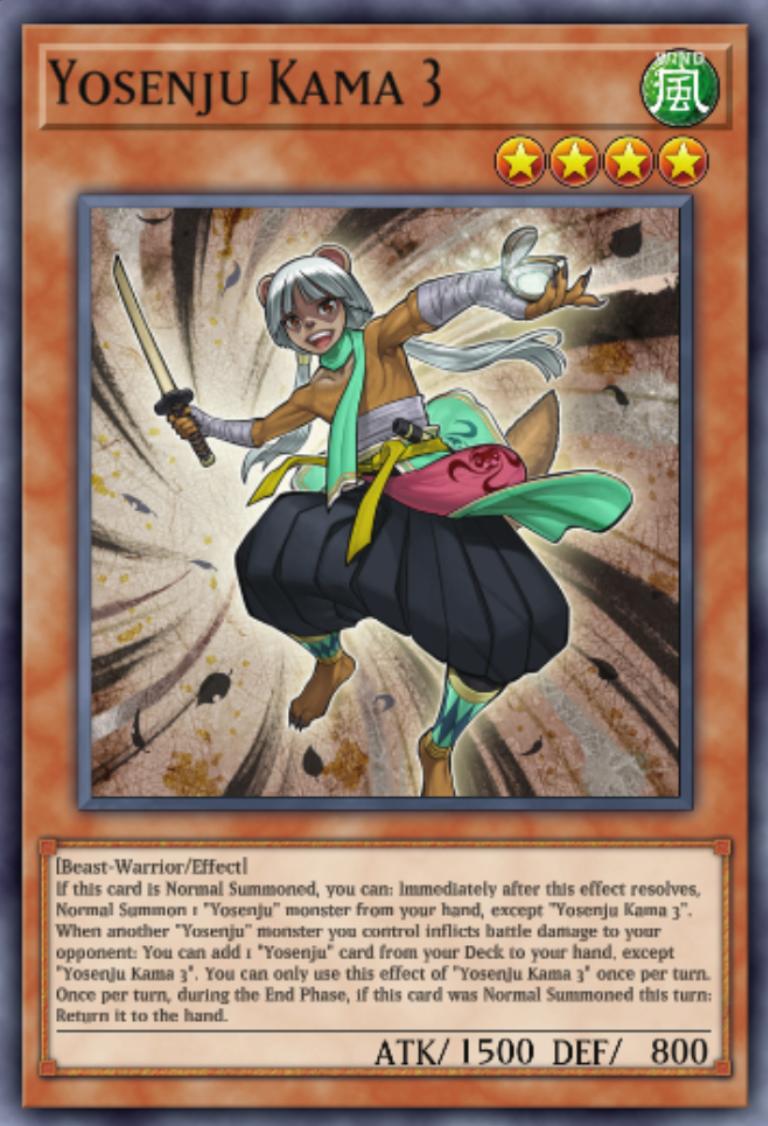 Yosenju Kama 3
WIND
風
[Beast-Warrior/Effect]
If this card is Normal Summoned, you can: Immediately after this effect resolves,
Normal Summon 1 "Yosenju" monster from your hand, except "Yosenju Kama 3".
When another "Yosenju" monster you control inflicts battle damage to your
opponent: You can add 1 "Yosenju" card from your Deck to your hand, except
"Yosenju Kama 3". You can only use this effect of "Yosenju Kama 3" once per turn.
Once per turn, during the End Phase, if this card was Normal Summoned this turn:
Return it to the hand.
ATK/ 1500 DEF/ 800